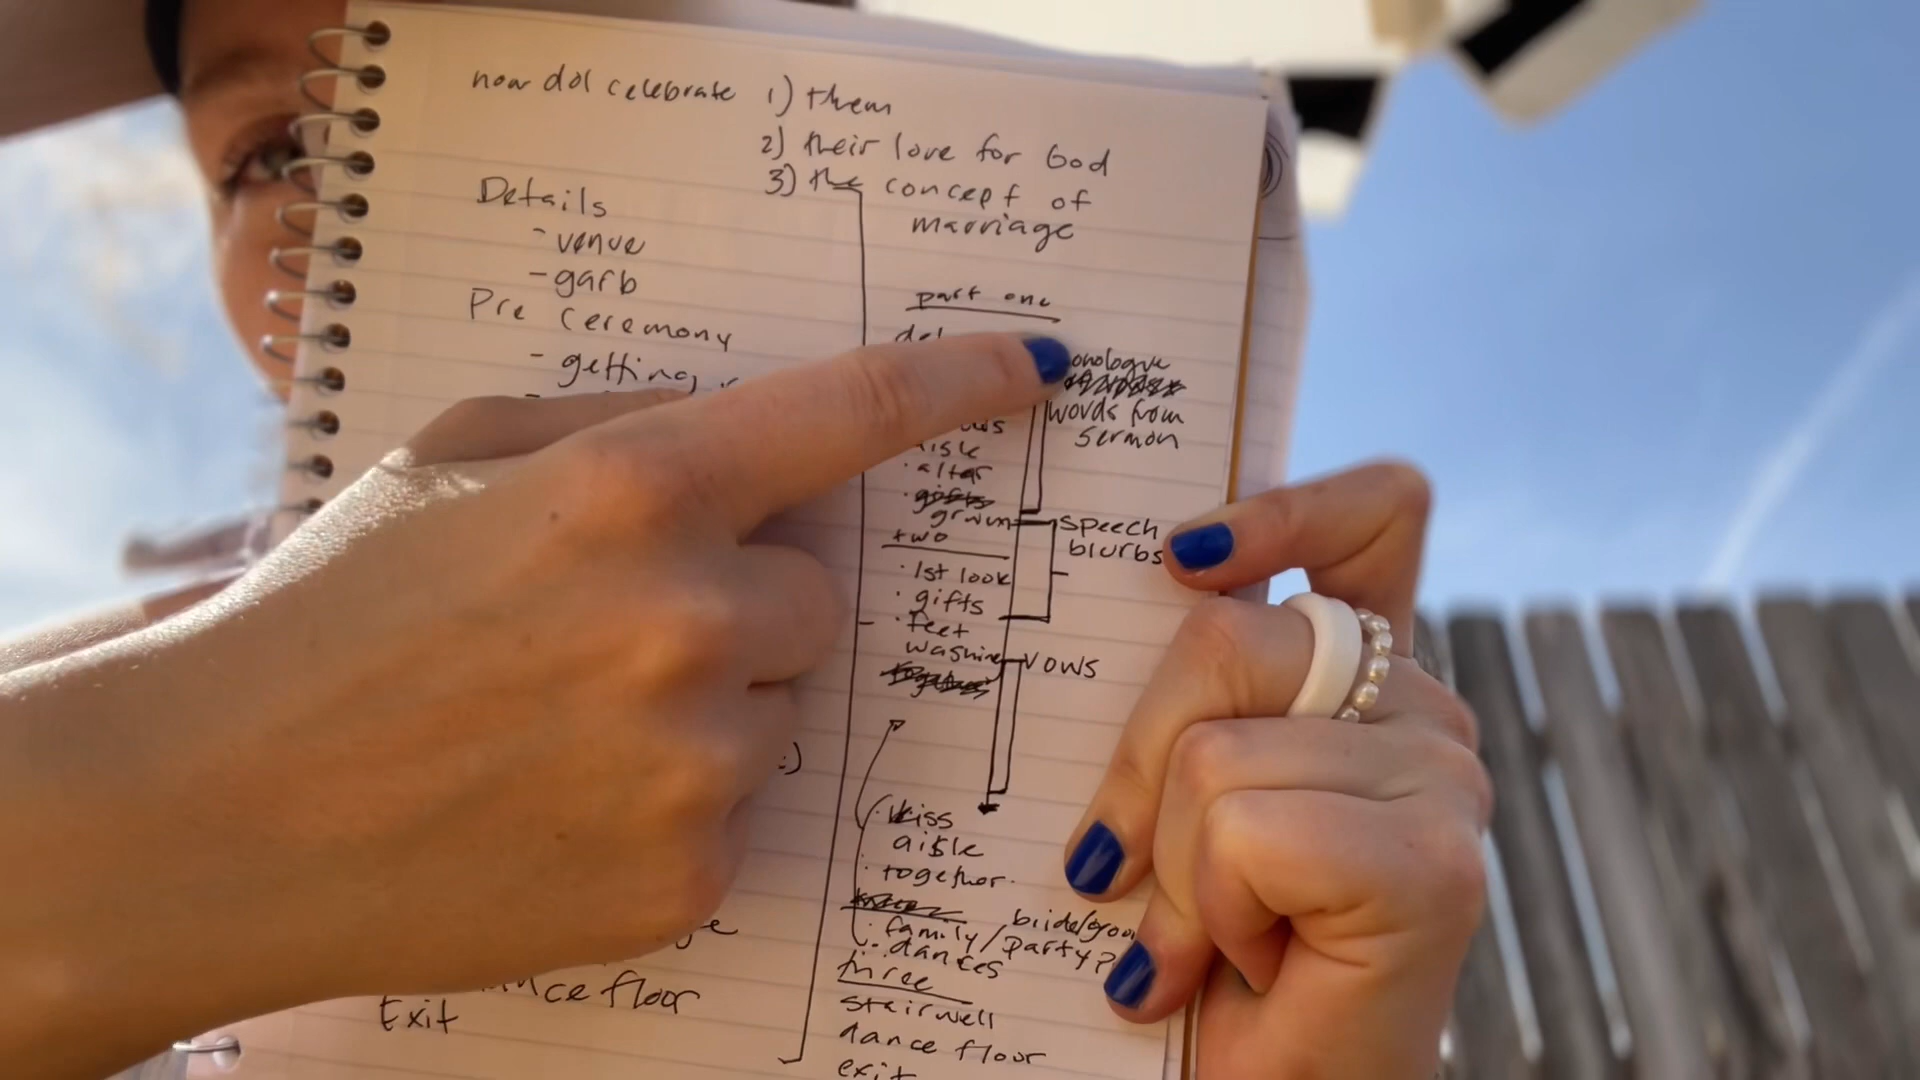 how do I celebrate 1) them
2) their love for God
3) the concept of
marriage
Details
- venue
- garb
Pre Ceremony
- getting
:)
dance floor
Exit
part one
monologue
words from
sermon
aisle
· altar
groom
speech
blurbs
two
· 1st look
· gifts
· feet
washing
vows
· kiss
aisle
· together
· family / bride/groom
· dances / party
three
stairwell
dance floor
exit